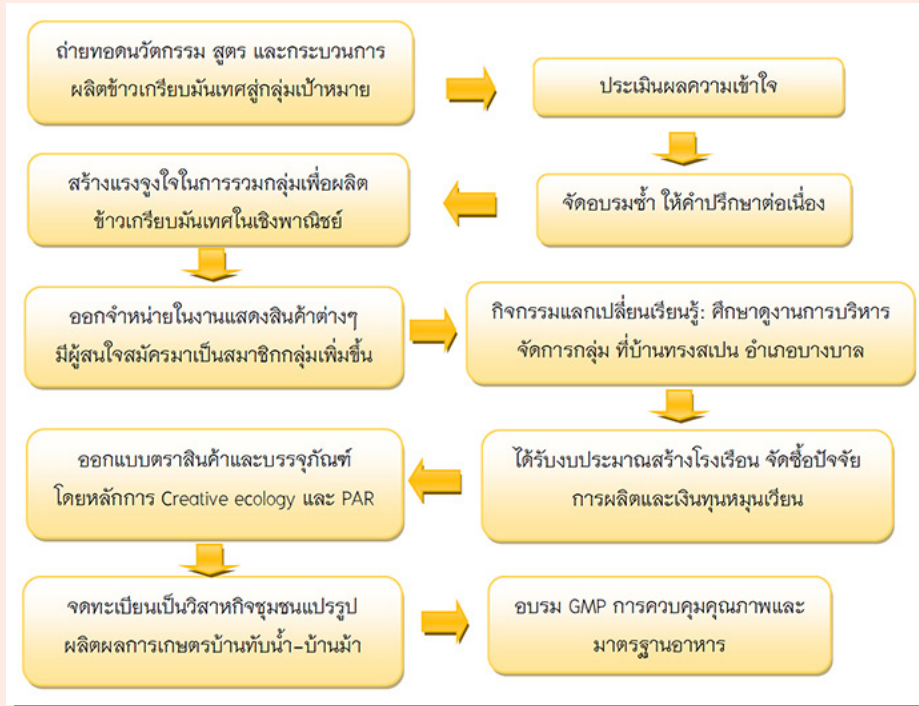 ถ่ายทอดนวัตกรรม สูตร และกระบวนการ
ผลิตข้าวเกรียบมันเทศสู่กลุ่มเป้าหมาย
ประเมินผลความเข้าใจ
จัดอบรมซ้ำ ให้คำปรึกษาต่อเนื่อง
สร้างแรงจูงใจในการรวมกลุ่มเพื่อผลิต
ข้าวเกรียบมันเทศในเชิงพาณิชย์
ออกจำหน่ายในงานแสดงสินค้าต่างๆ
มีผู้สนใจสมัครมาเป็นสมาชิกกลุ่มเพิ่มขึ้น
กิจกรรมแลกเปลี่ยนเรียนรู้: ศึกษาดูงานการบริหาร
จัดการกลุ่ม ที่บ้านทรงสเปน อำเภอบางบาล
ได้รับงบประมาณสร้างโรงเรือน จัดซื้อปัจจัย
การผลิตและเงินทุนหมุนเวียน
ออกแบบตราสินค้าและบรรจุภัณฑ์
โดยหลักการ Creative ecology และ PAR
จดทะเบียนเป็นวิสาหกิจชุมชนแปรรูป
ผลิตผลการเกษตรบ้านทับน้ำ-บ้านม้า
อบรม GMP การควบคุมคุณภาพและ
มาตรฐานอาหาร